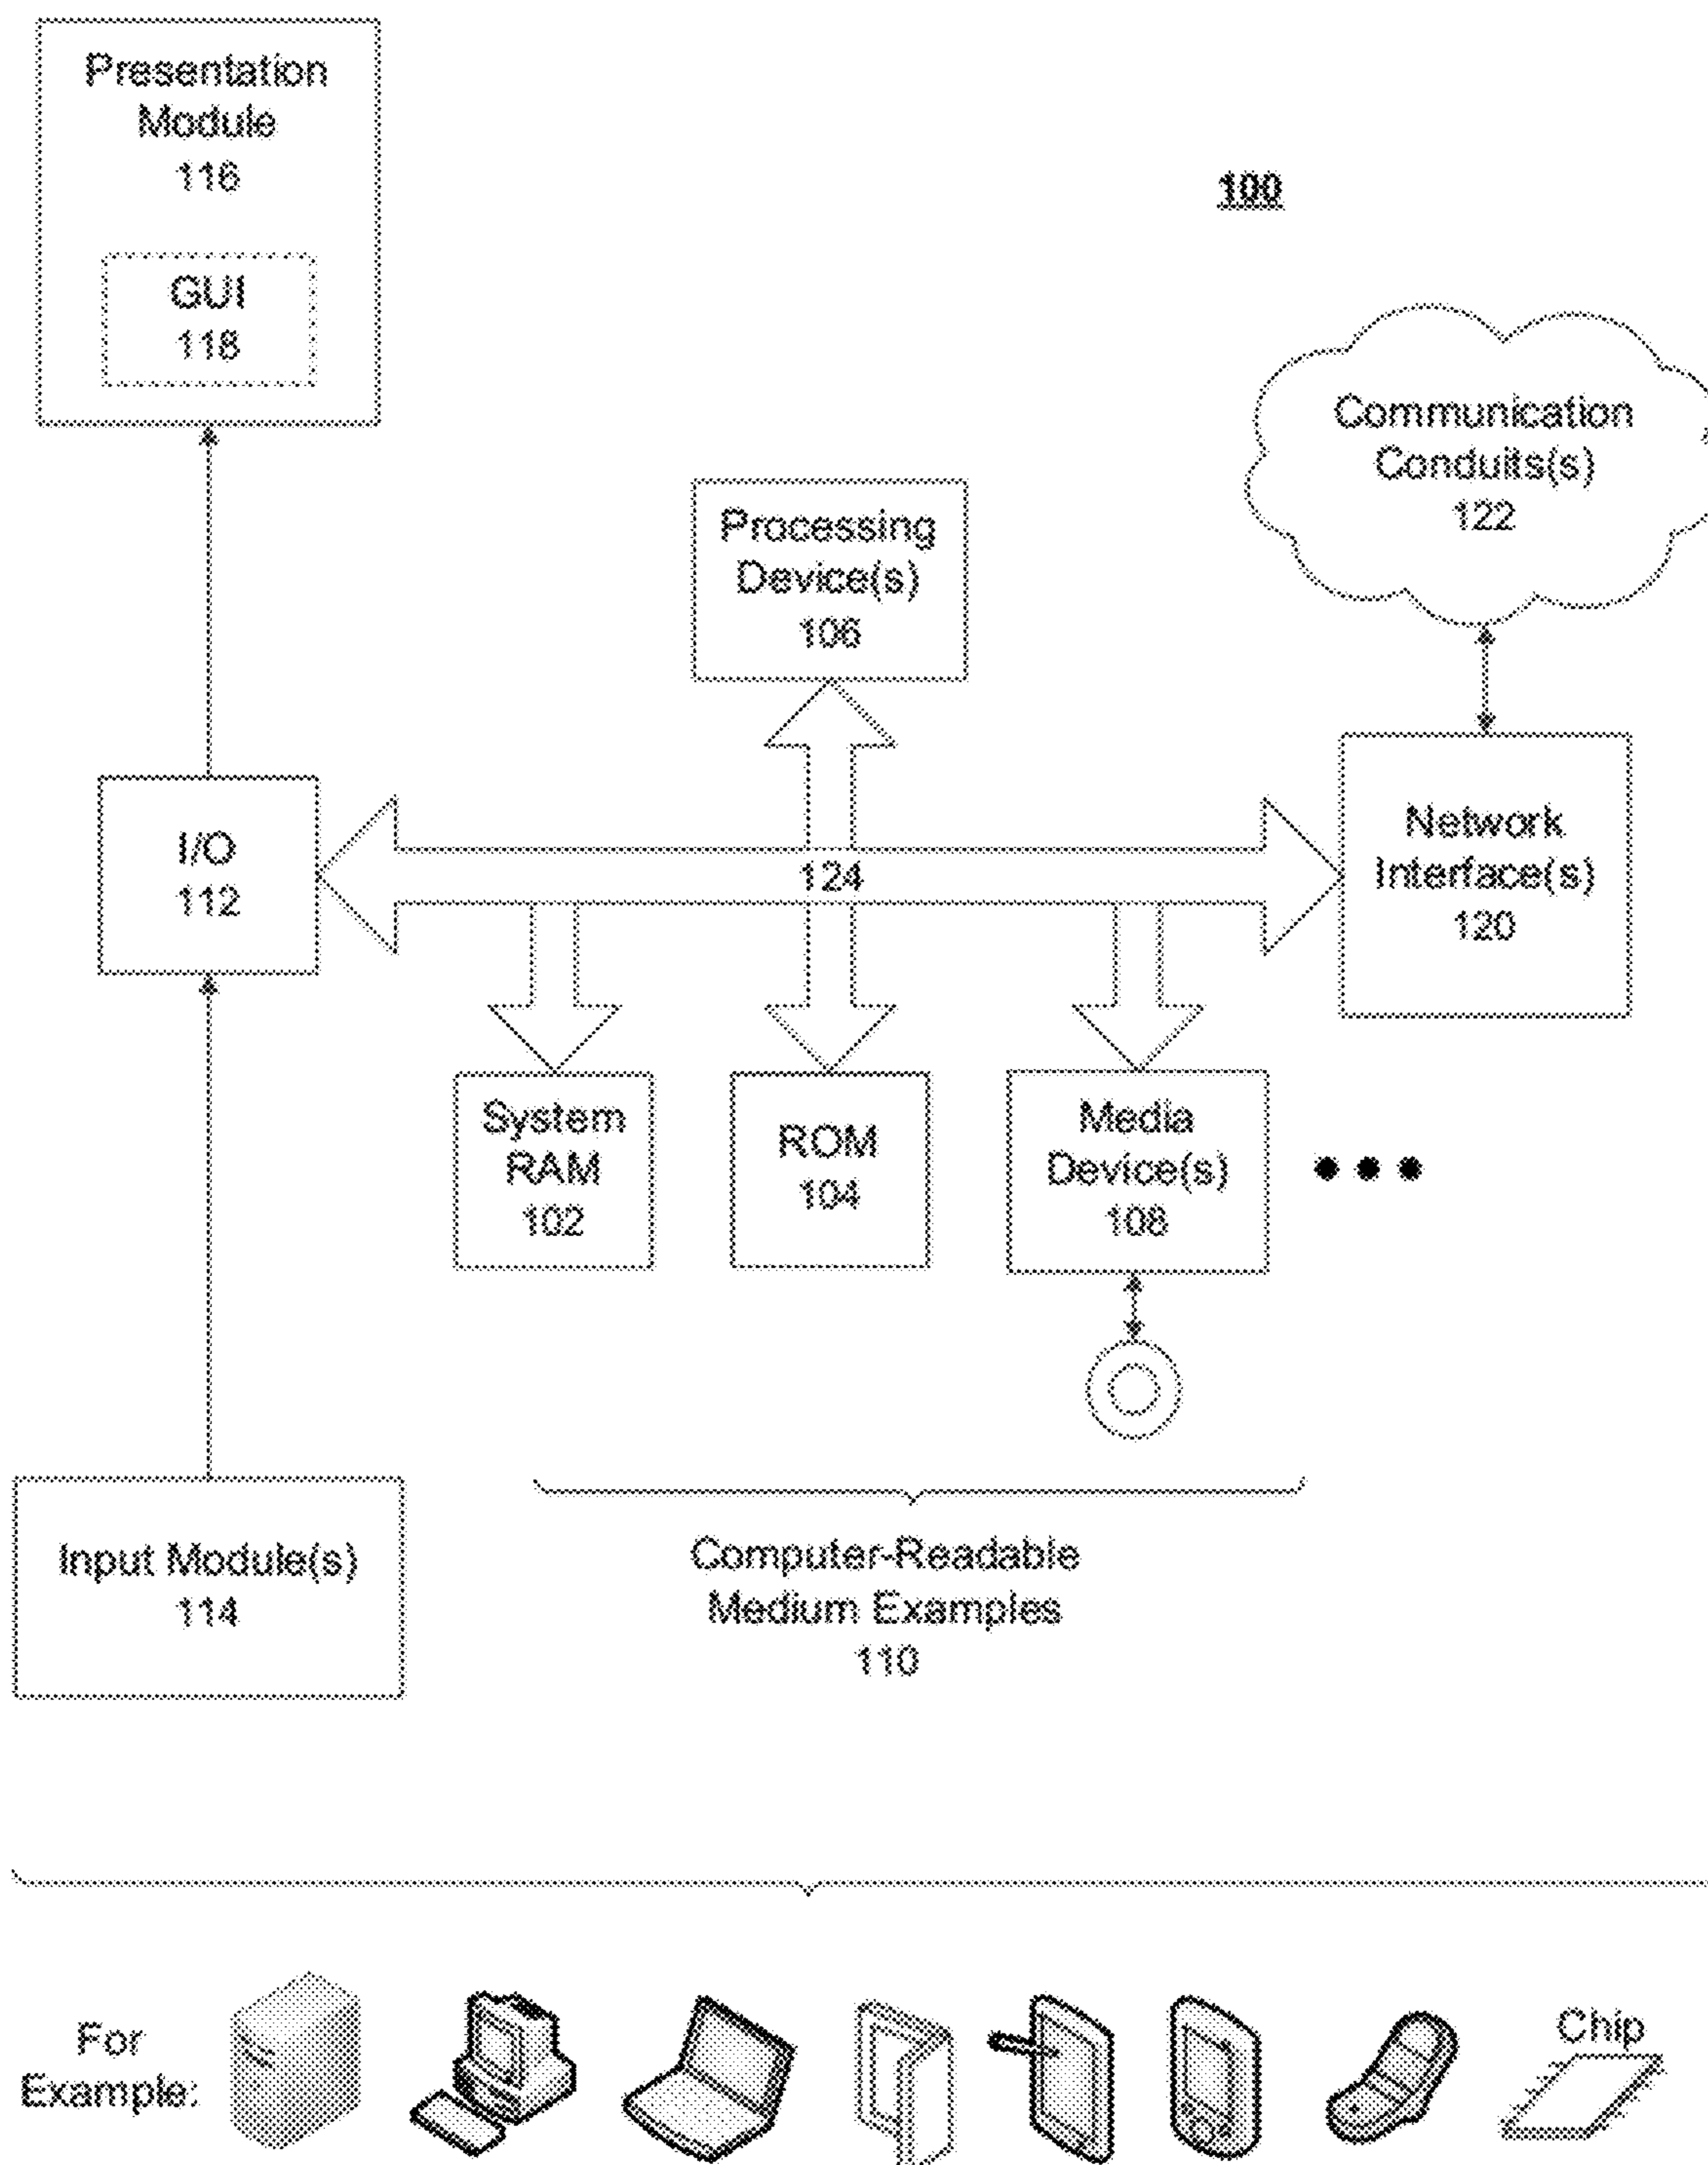 Presentation
Module
116
GUI
118
100
Communication
Conduits(s)
122
Processing
Device(s)
106
I/O
112
124
Network
Interface(s)
120
System
RAM
102
ROM
104
Media
Device(s)
108
Input Module(s)
114
Computer-Readable
Medium Examples
110
For
Example:
Chip